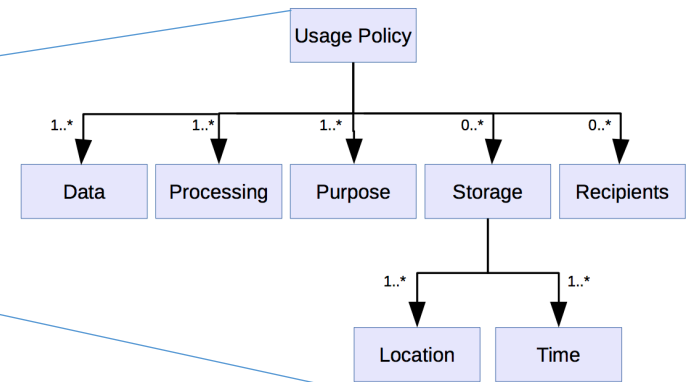 Usage Policy
1..*
1..*
1..*
0..*
0..*
Data
Processing
Purpose
Storage
Recipients
1..*
1..*
Location
Time